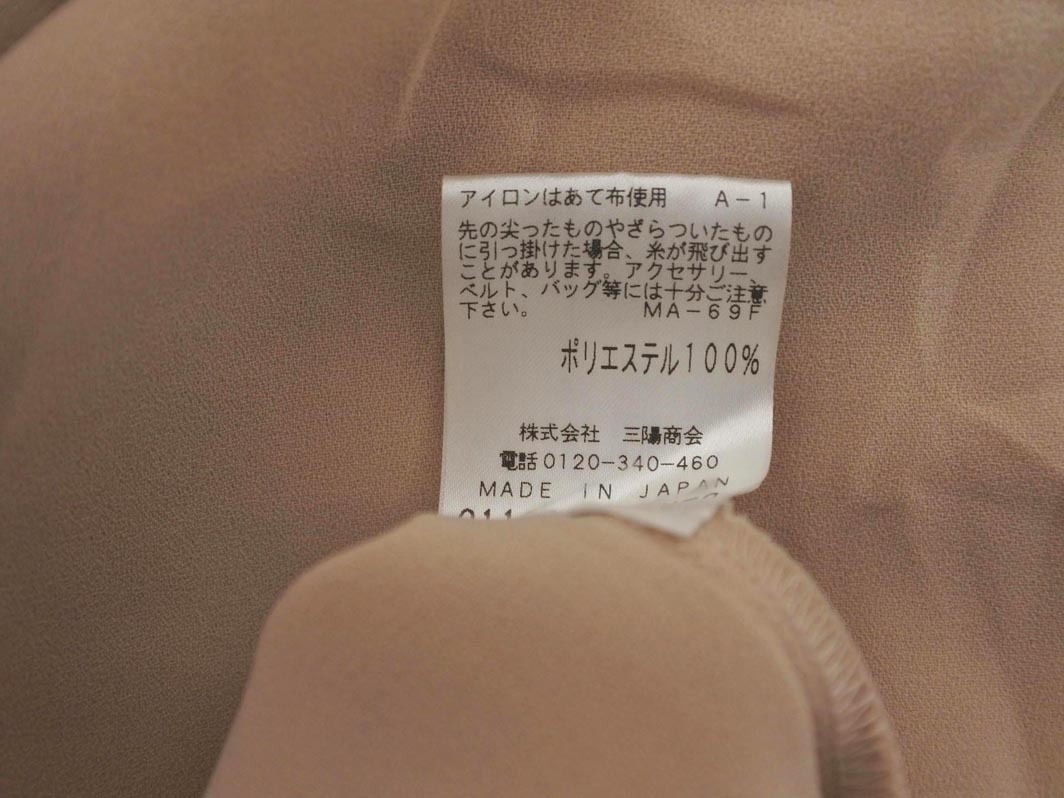 アイロンはあて布使用 A-1
先の尖ったものやざらついたもの
に引っ掛けた場合、糸が飛び出す
ことがあります。アクセサリー、
ベルト、バッグ等には十分ご注意
下さい。 MA-69F
ポリエステル100%
株式会社 三陽商会
電話0120-340-460
MADE IN JAPAN